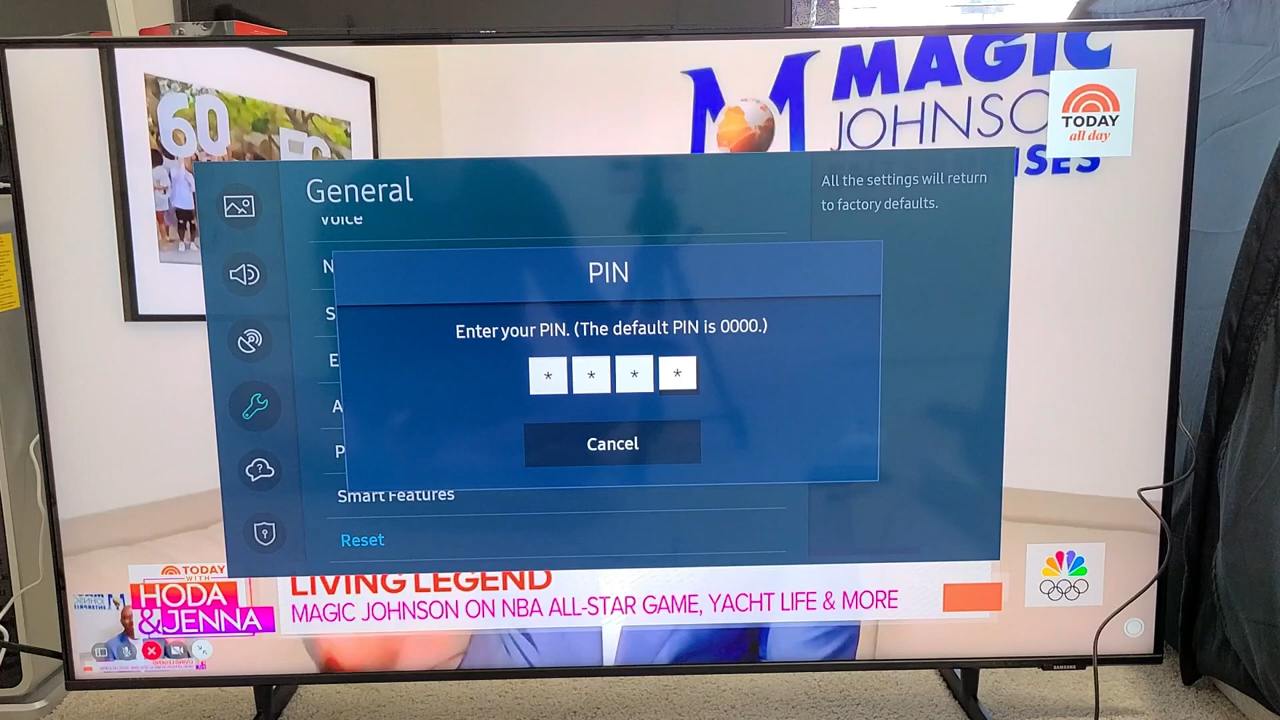 60
MAGIC
JOHNSO
ISES
TODAY
all day
General
Voice
All the settings will return
to factory defaults.
N
S
E
A
P
PIN
Enter your PIN. (The default PIN is 0000.)
* * * *
Cancel
Smart Features
Reset
TODAY
WITH
HODA
&JENNA
LIVING LEGEND
MAGIC JOHNSON ON NBA ALL-STAR GAME, YACHT LIFE & MORE
SAMSUNG